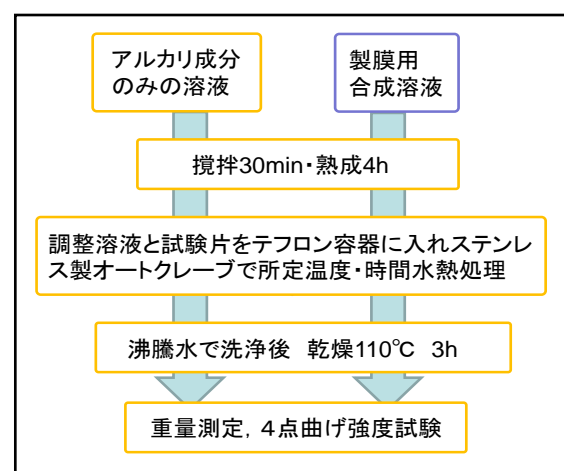 アルカリ成分
のみの溶液
製膜用
合成溶液
撹拌30min・熟成4h
調整溶液と試験片をテフロン容器に入れステンレ
ス製オートクレーブで所定温度・時間水熱処理
沸騰水で洗浄後　乾燥110℃　3h
重量測定，４点曲げ強度試験